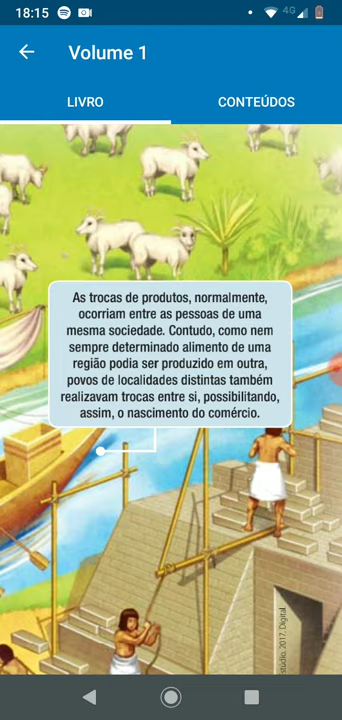 18:15
4G
Volume 1
LIVRO
CONTEÚDOS
As trocas de produtos, normalmente,
ocorriam entre as pessoas de uma
mesma sociedade. Contudo, como nem
sempre determinado alimento de uma
região podia ser produzido em outra,
povos de localidades distintas também
realizavam trocas entre si, possibilitando,
assim, o nascimento do comércio.
estúdio. 2017. Digital